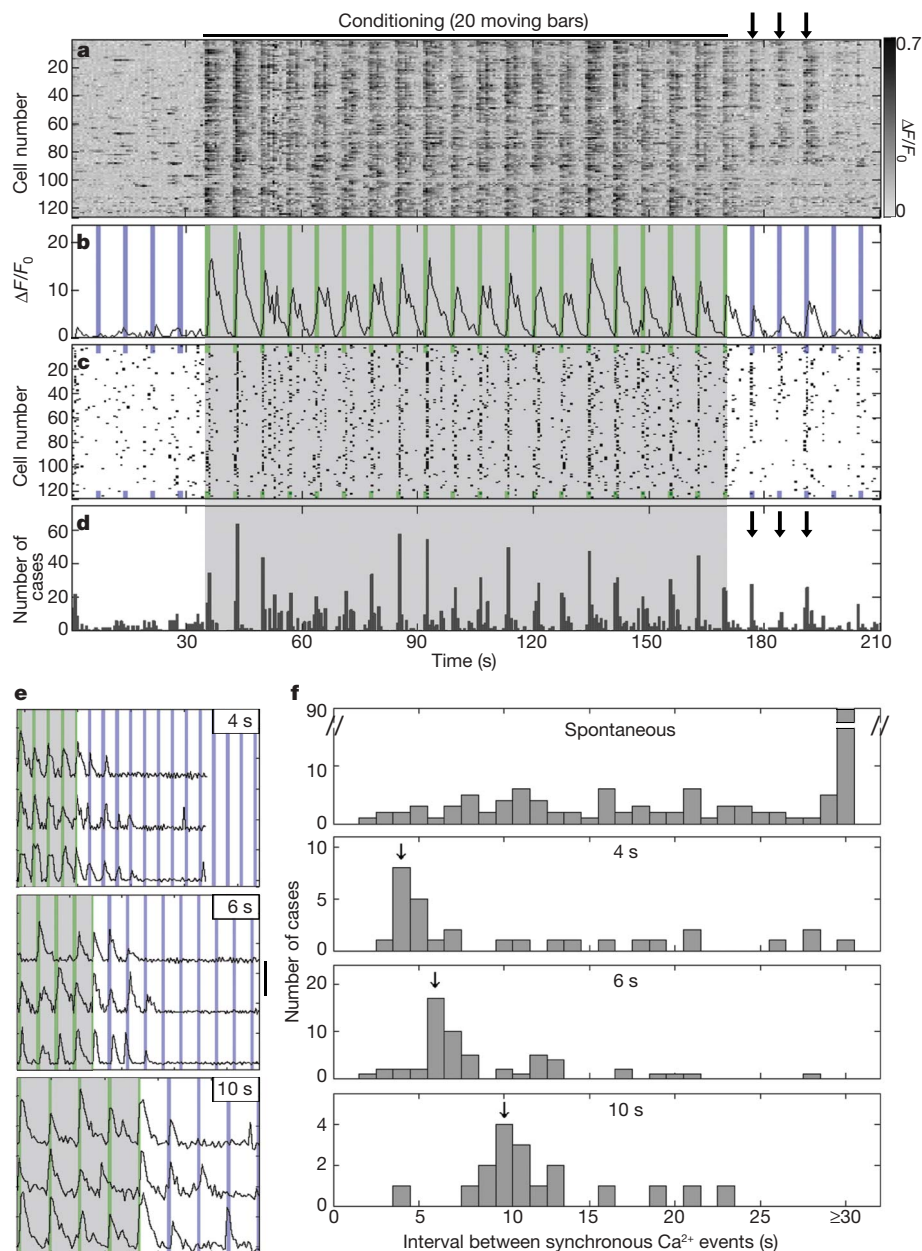 Conditioning (20 moving bars)
a
20
40
60
80
100
120
Cell number
0.7
ΔF/F0
0
b
20
10
0
ΔF/F0
c
20
40
60
80
100
120
Cell number
d
60
40
20
0
Number of cases
30
60
90
120
150
180
210
Time (s)
e
4 s
6 s
10 s
f
90
Spontaneous
10
0
10
4 s
5
0
20
6 s
10
0
4
10 s
2
0
Number of cases
0
5
10
15
20
25
≥30
Interval between synchronous Ca2+ events (s)